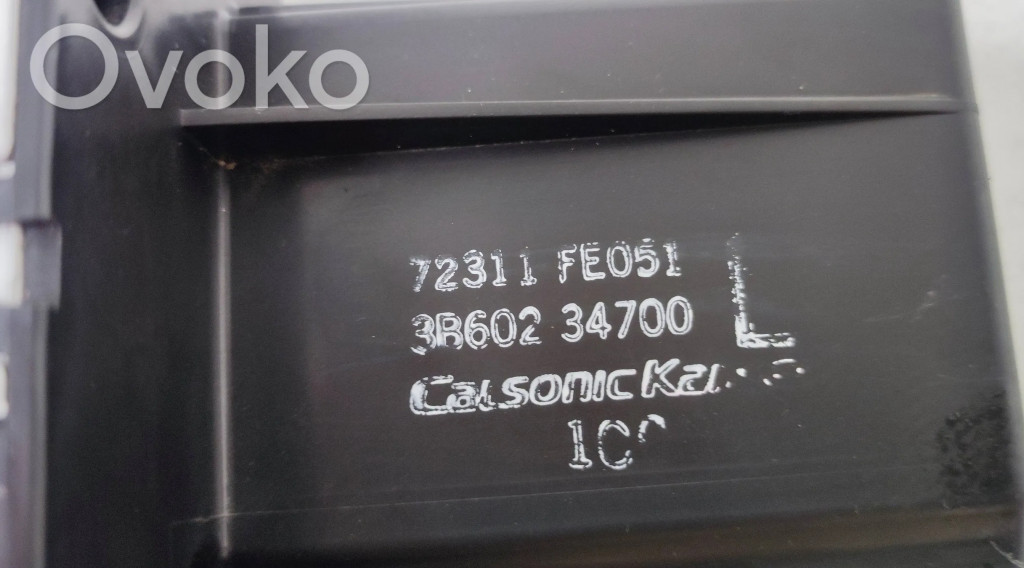 Ovoko
72311 FE051
3B602 34700
L
Calsonic